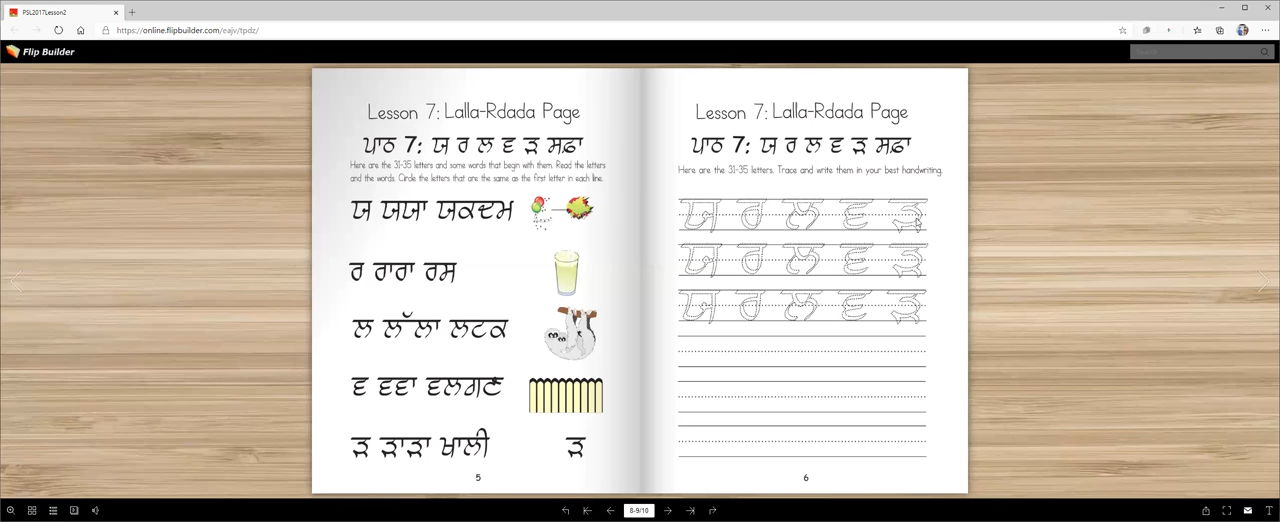 PSL2017Lesson2
https://online.flipbuilder.com/eajv/tpdz/
Flip Builder
Search
Lesson 7: Lalla-Rdada Page
ਪਾਠ 7: ਯ ਰ ਲ ਵ ੜ ਸਫ਼ਾ
Here are the 31-35 letters and some words that begin with them. Read the letters
and the words. Circle the letters that are the same as the first letter in each line.
ਯ ਯਯਾ ਯਕਦਮ
ਰ ਰਾਰਾ ਰਸ
ਲ ਲੱਲਾ ਲਟਕ
ਵ ਵਵਾ ਵਲਗਣ
ੜ ੜਾੜਾ ਖਾਲੀ ੜ
5
Lesson 7: Lalla-Rdada Page
ਪਾਠ 7: ਯ ਰ ਲ ਵ ੜ ਸਫ਼ਾ
Here are the 31-35 letters. Trace and write them in your best handwriting.
ਯ ਰ ਲ ਵ ੜ
ਯ ਰ ਲ ਵ ੜ
ਯ ਰ ਲ ਵ ੜ
6
8-9/10